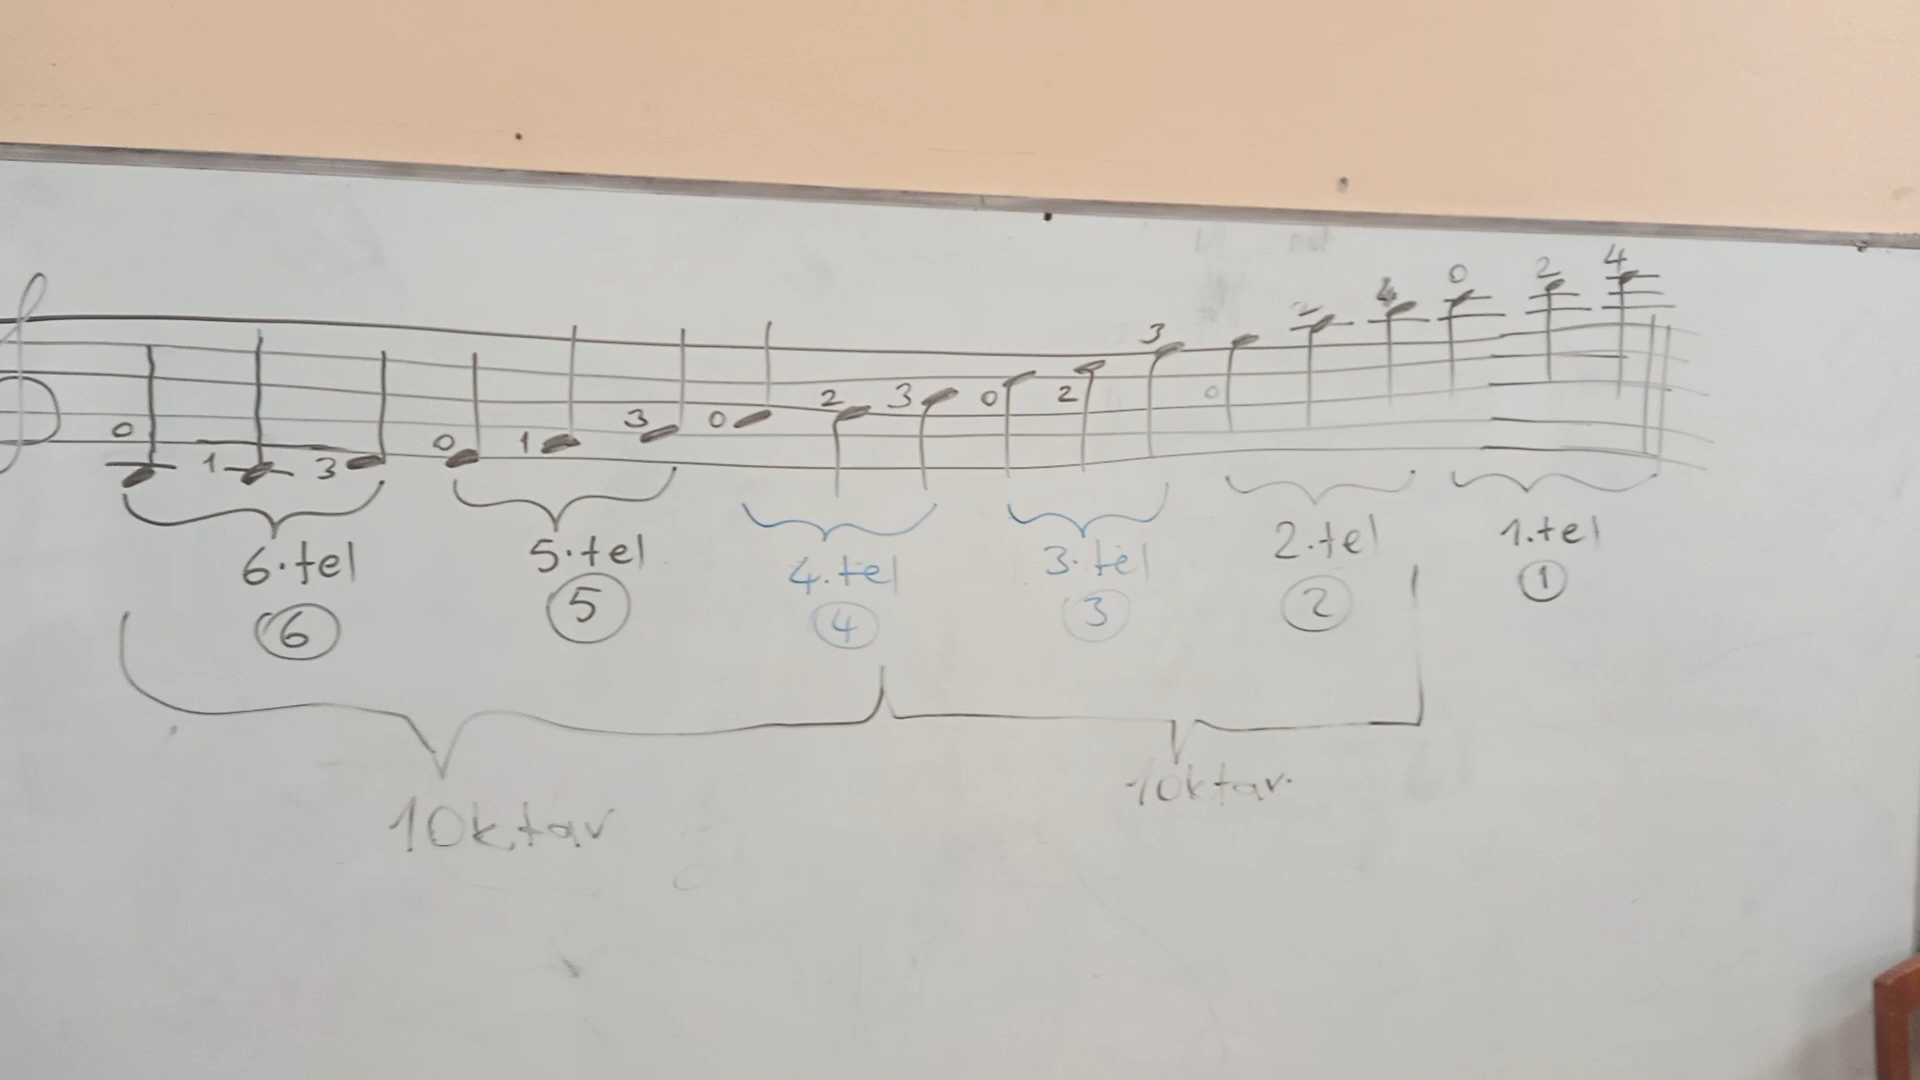 0 1 3 0 1 3 0 2 3 0 2 3 0 2 4 0 2 4
6.tel 5.tel 4.tel 3.tel 2.tel 1.tel
6 5 4 3 2 1
1Oktav 1Oktav